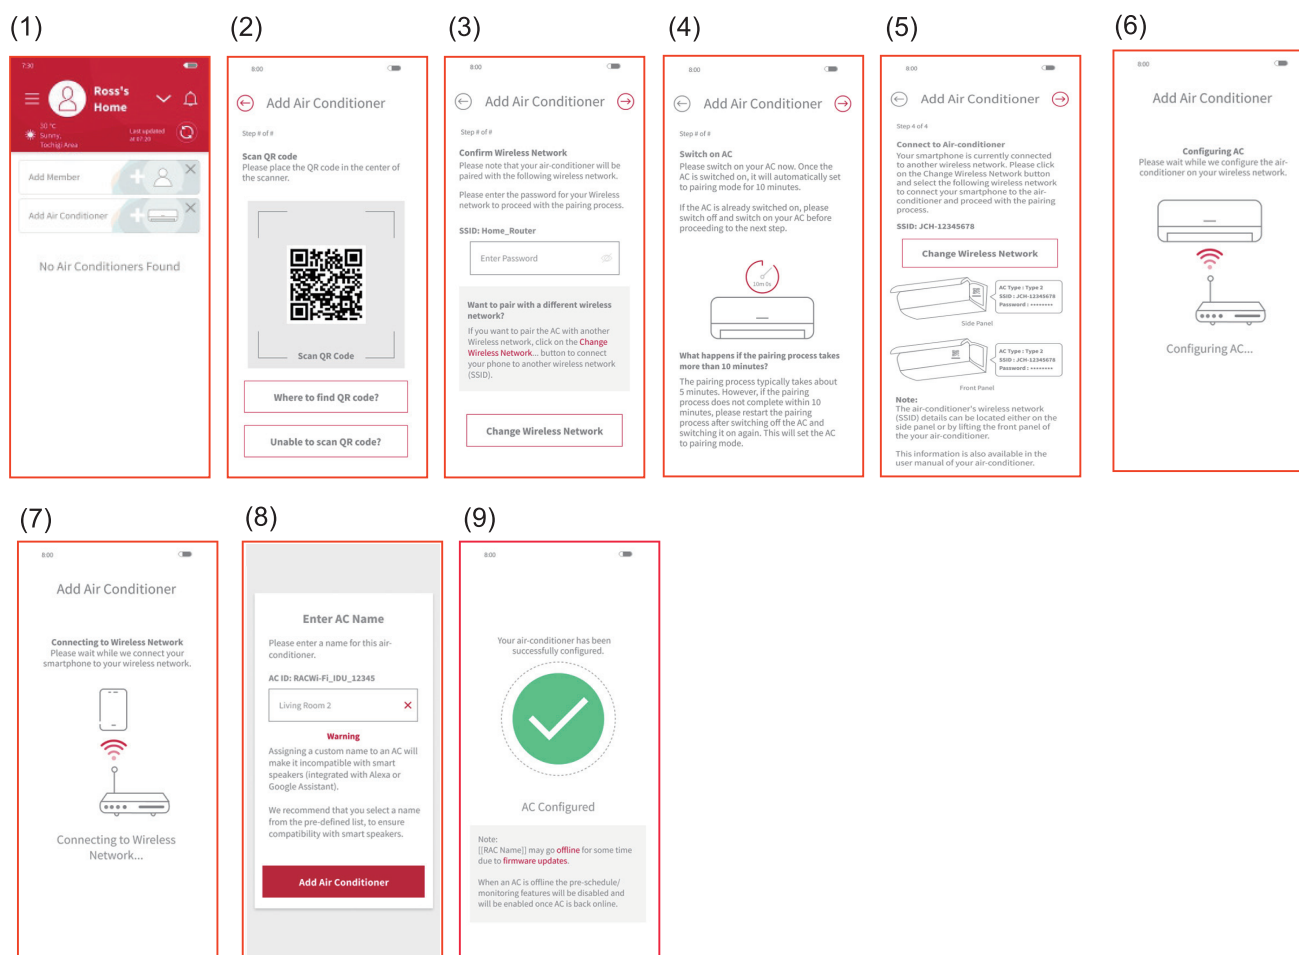 (1)
7:30
Ross's
Home
30 °C
Sunny,
Tochigi Area
Last updated
at 07.20
Add Member
Add Air Conditioner
No Air Conditioners Found
(2)
8:00
Add Air Conditioner
Step # of #
Scan QR code
Please place the QR code in the center of
the scanner.
Scan QR Code
Where to find QR code?
Unable to scan QR code?
(3)
8:00
Add Air Conditioner
Step # of #
Confirm Wireless Network
Please note that your air-conditioner will be
paired with the following wireless network.
Please enter the password for your Wireless
network to proceed with the pairing process.
SSID: Home_Router
Enter Password
Want to pair with a different wireless
network?
If you want to pair the AC with another
Wireless network, click on the Change
Wireless Network... button to connect
your phone to another wireless network
(SSID).
Change Wireless Network
(4)
8:00
Add Air Conditioner
Step # of #
Switch on AC
Please switch on your AC now. Once the
AC is switched on, it will automatically set
to pairing mode for 10 minutes.
If the AC is already switched on, please
switch off and switch on your AC before
proceeding to the next step.
10m 0s
What happens if the pairing process takes
more than 10 minutes?
The pairing process typically takes about
5 minutes. However, if the pairing
process does not complete within 10
minutes, please restart the pairing
process after switching off the AC and
switching it on again. This will set the AC
to pairing mode.
(5)
8:00
Add Air Conditioner
Step 4 of 4
Connect to Air-conditioner
Your smartphone is currently connected
to another wireless network. Please click
on the Change Wireless Network button
and select the following wireless network
to connect your smartphone to the air-
conditioner and proceed with the pairing
process.
SSID: JCH-12345678
Change Wireless Network
AC Type : Type 2
SSID : JCH-12345678
Password : ********
Side Panel
AC Type : Type 2
SSID : JCH-12345678
Password : ********
Front Panel
Note:
The air-conditioner's wireless network
(SSID) details can be located either on the
side panel or by lifting the front panel of
the your air-conditioner.
This information is also available in the
user manual of your air-conditioner.
(6)
8:00
Add Air Conditioner
Configuring AC
Please wait while we configure the air-
conditioner on your wireless network.
Configuring AC...
(7)
8:00
Add Air Conditioner
Connecting to Wireless Network
Please wait while we connect your
smartphone to your wireless network.
Connecting to Wireless
Network...
(8)
Enter AC Name
Please enter a name for this air-
conditioner.
AC ID: RACWi-Fi_IDU_12345
Living Room 2
Warning
Assigning a custom name to an AC will
make it incompatible with smart
speakers (integrated with Alexa or
Google Assistant).
We recommend that you select a name
from the pre-defined list, to ensure
compatibility with smart speakers.
Add Air Conditioner
(9)
8:00
Your air-conditioner has been
successfully configured.
AC Configured
Note:
[[RAC Name]] may go offline for some time
due to firmware updates.
When an AC is offline the pre-schedule/
monitoring features will be disabled and
will be enabled once AC is back online.